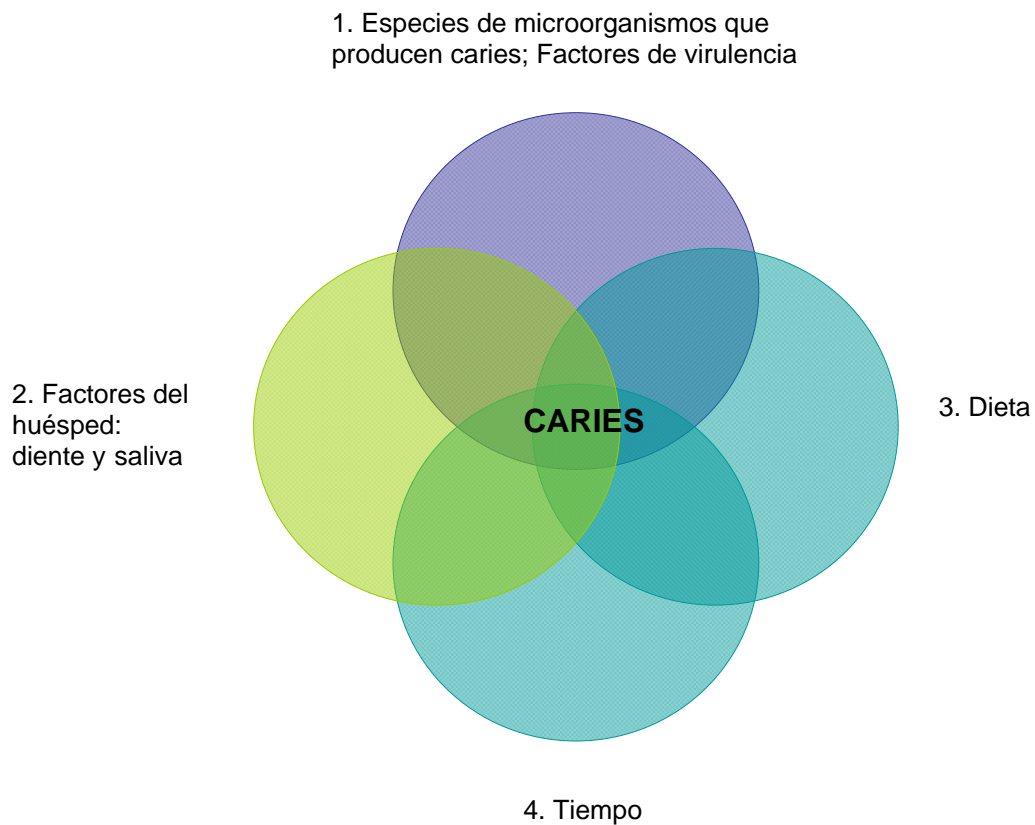 1. Especies de microorganismos que
producen caries; Factores de virulencia
2. Factores del
huésped:
diente y saliva
CARIES
3. Dieta
4. Tiempo